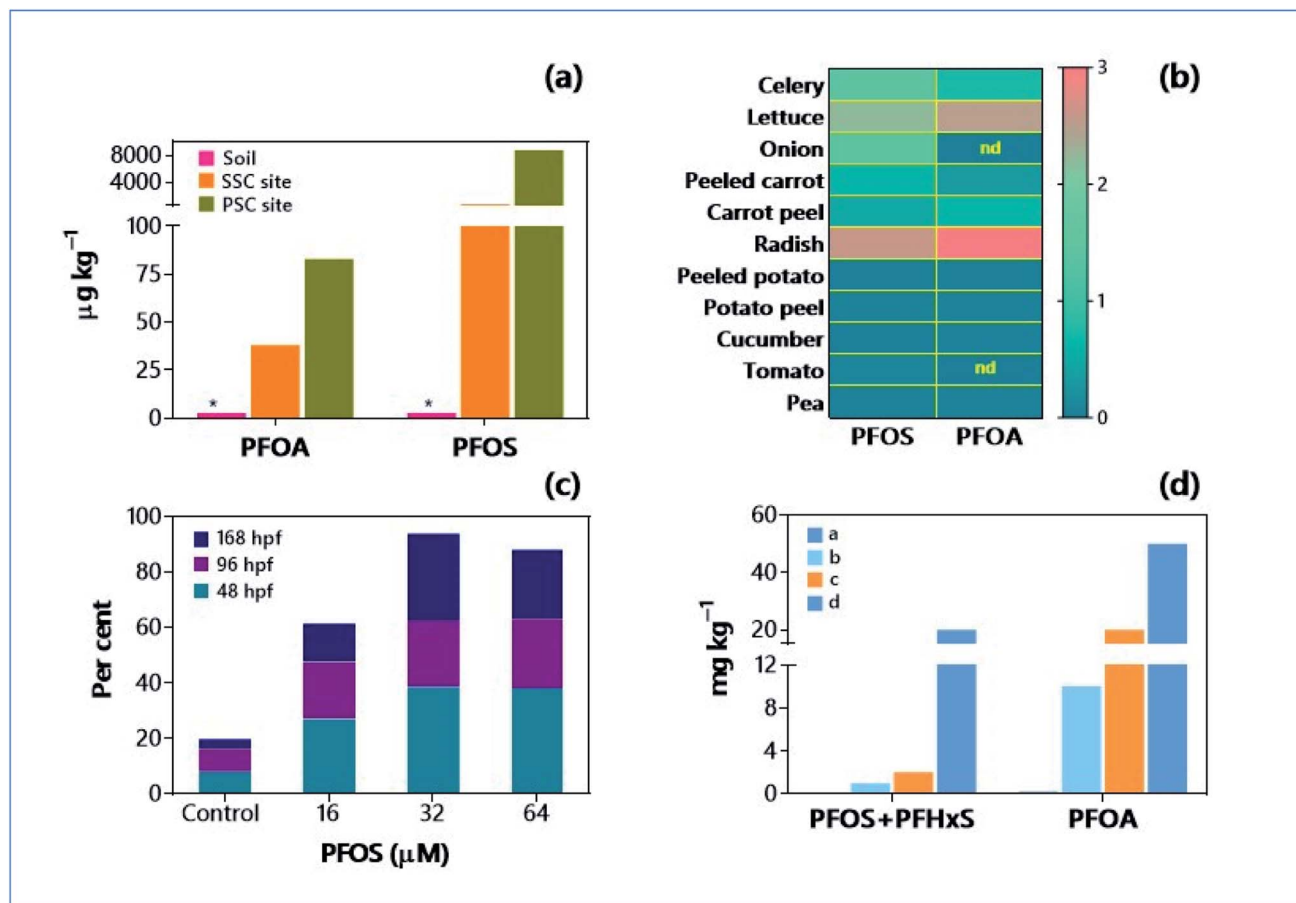 (a)
8000
4000
100
75
50
25
0
μg kg⁻¹
Soil
SSC site
PSC site
*
*
PFOA
PFOS
(b)
Celery
Lettuce
Onion
Peeled carrot
Carrot peel
Radish
Peeled potato
Potato peel
Cucumber
Tomato
Pea
nd
nd
PFOS
PFOA
3
2
1
0
(c)
100
80
60
40
20
0
Per cent
168 hpf
96 hpf
48 hpf
Control
16
32
64
PFOS (μM)
(d)
60
40
20
12
8
4
0
mg kg⁻¹
a
b
c
d
PFOS+PFHxS
PFOA